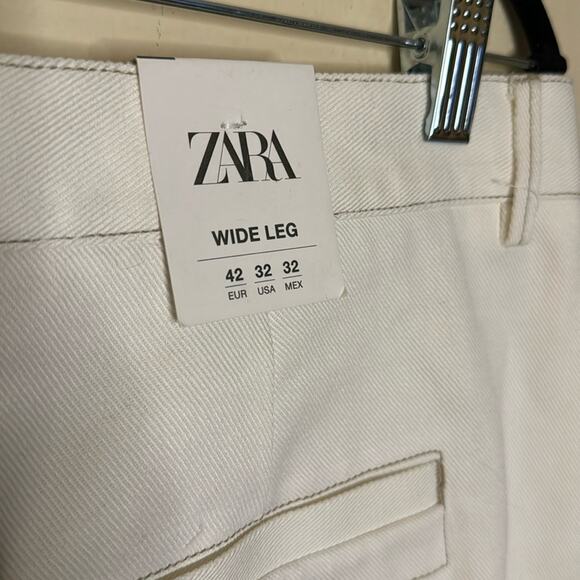 ZARA
WIDE LEG
42 32 32
EUR USA MEX